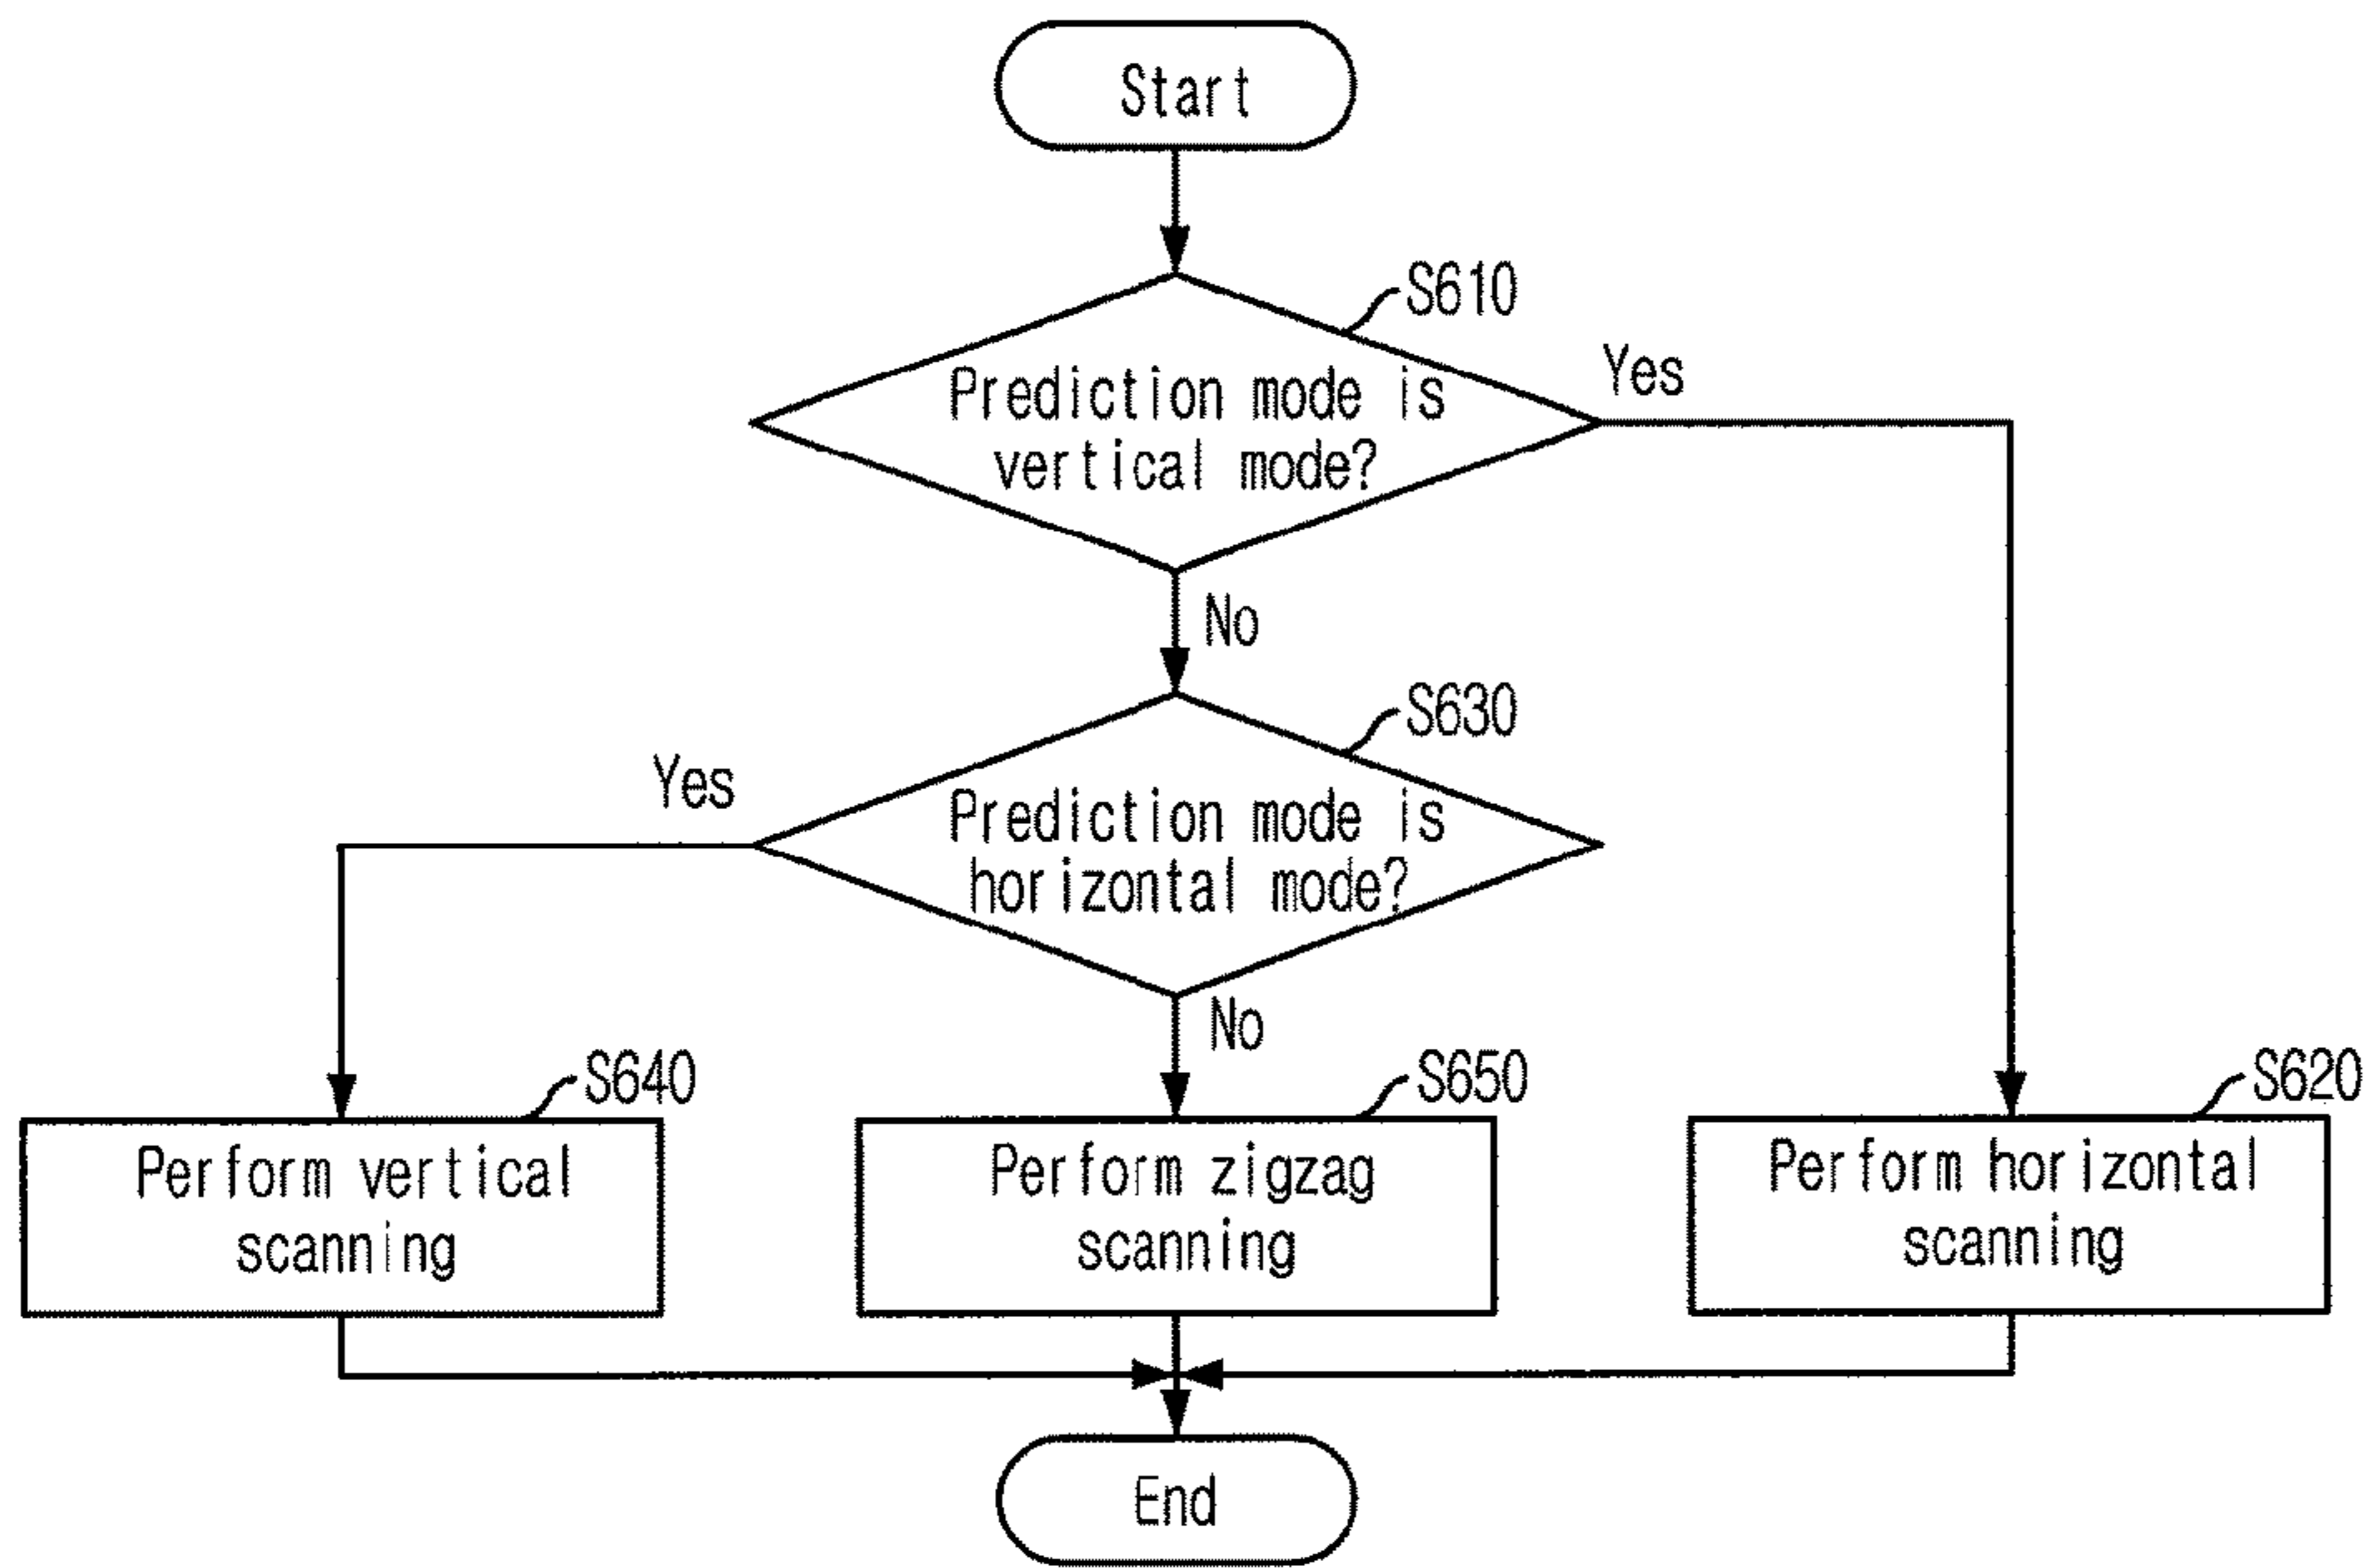 Start
S610
Prediction mode is
vertical mode?
Yes
No
S630
Prediction mode is
horizontal mode?
Yes
No
S640
Perform vertical
scanning
S650
Perform zigzag
scanning
S620
Perform horizontal
scanning
End